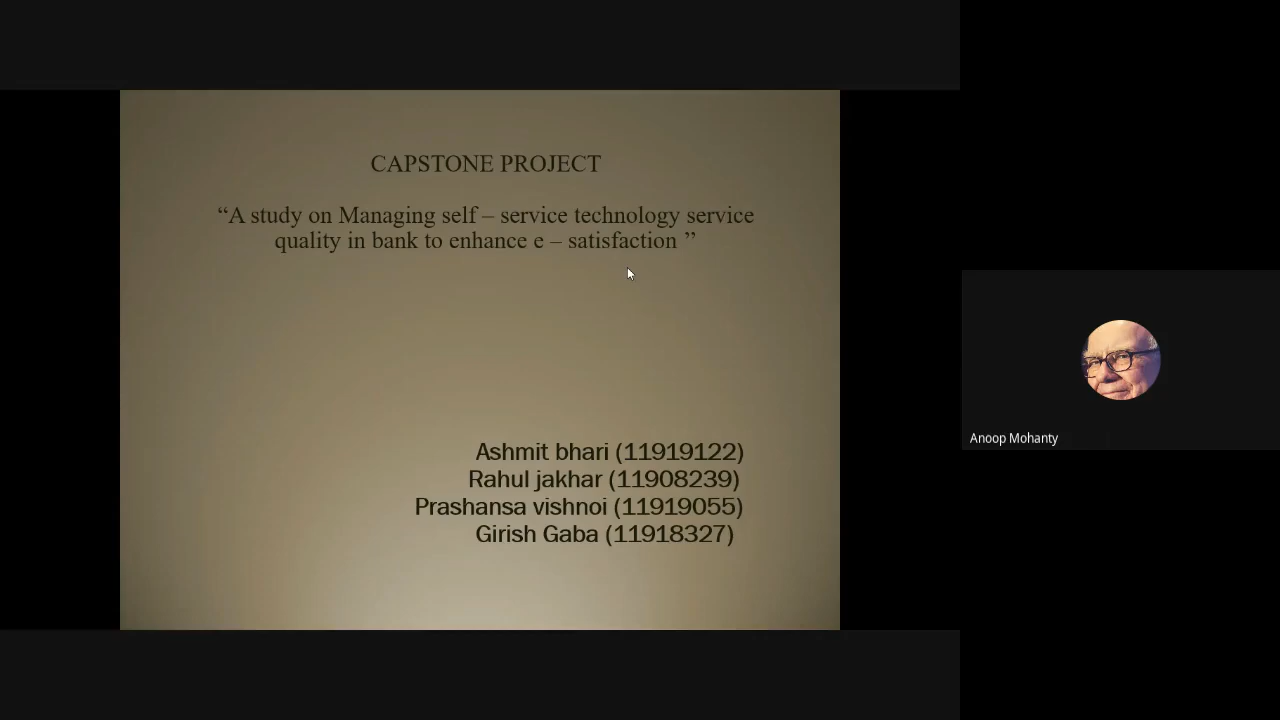 CAPSTONE PROJECT
“A study on Managing self – service technology service
quality in bank to enhance e – satisfaction ”
Ashmit bhari (11919122)
Rahul jakhar (11908239)
Prashansa vishnoi (11919055)
Girish Gaba (11918327)
Anoop Mohanty